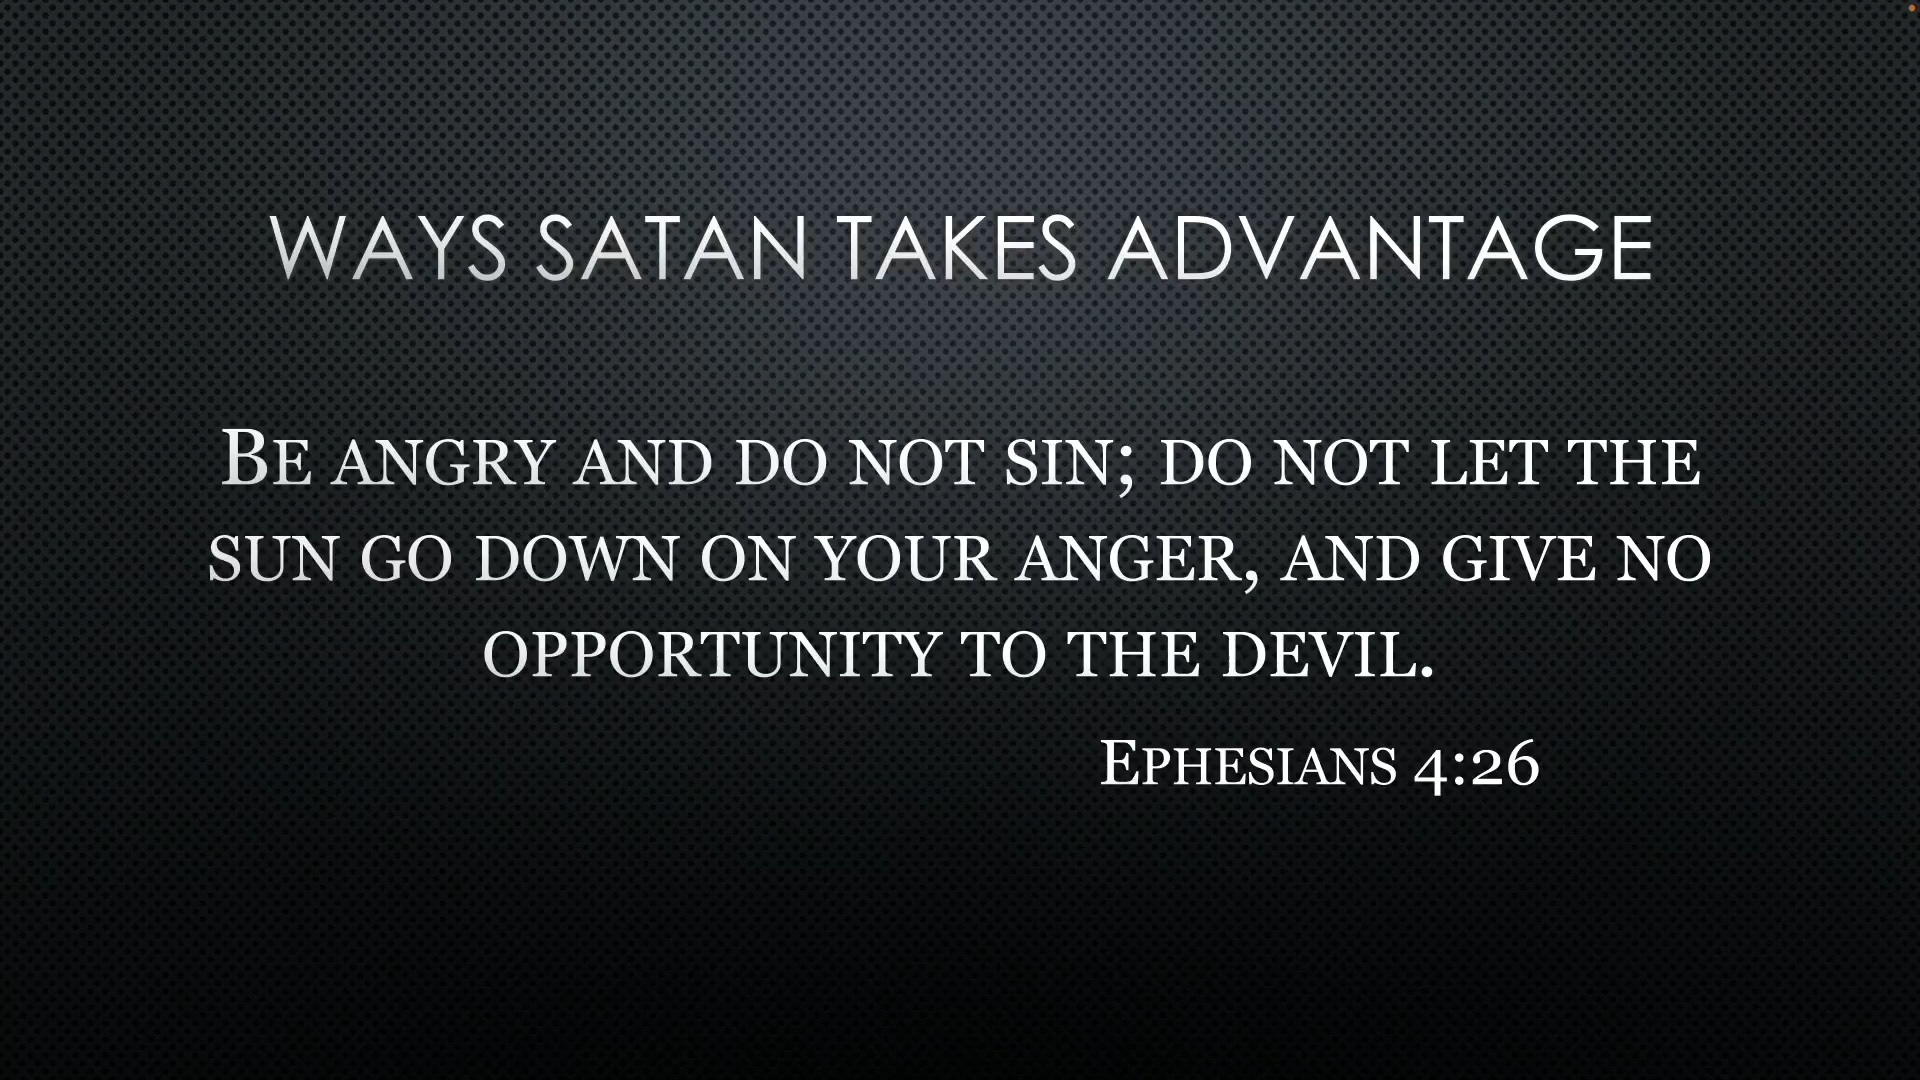 WAYS SATAN TAKES ADVANTAGE
Be angry and do not sin; do not let the
sun go down on your anger, and give no
opportunity to the devil.
Ephesians 4:26